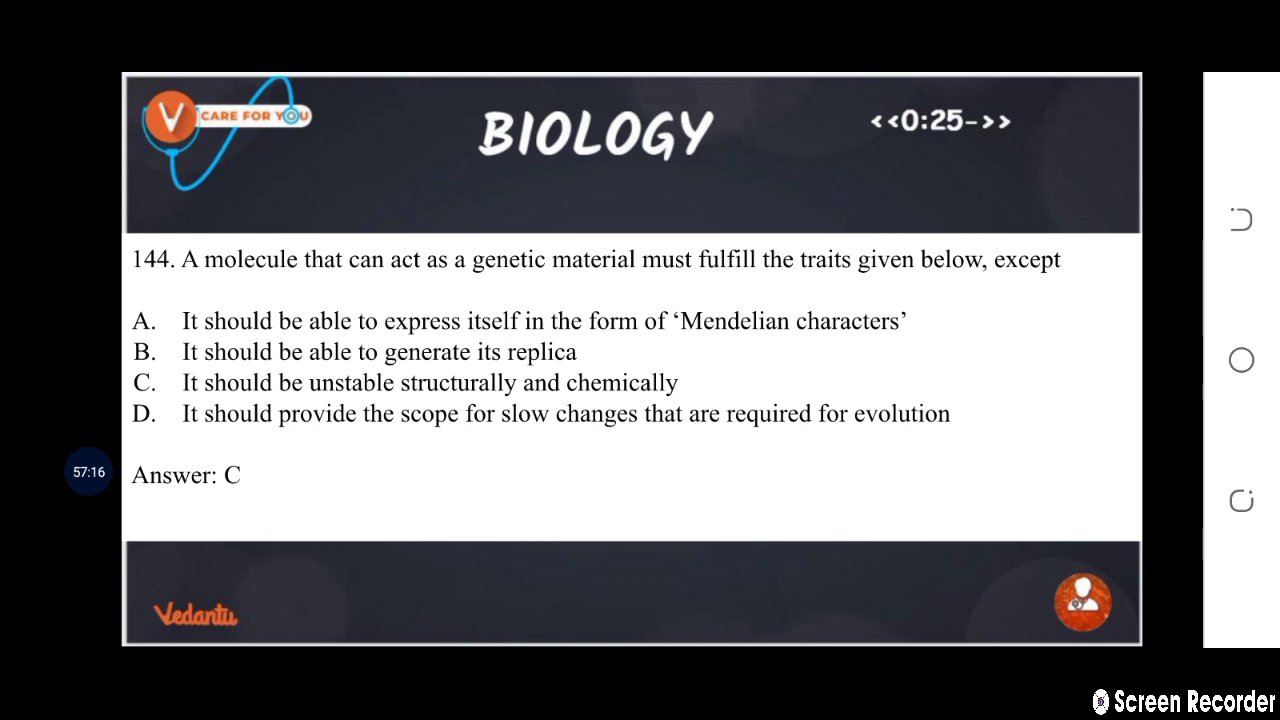 CARE FOR YOU
BIOLOGY
<<0:25->>
144. A molecule that can act as a genetic material must fulfill the traits given below, except
A. It should be able to express itself in the form of ‘Mendelian characters’
B. It should be able to generate its replica
C. It should be unstable structurally and chemically
D. It should provide the scope for slow changes that are required for evolution
57:16
Answer: C
Vedantu
Screen Recorder